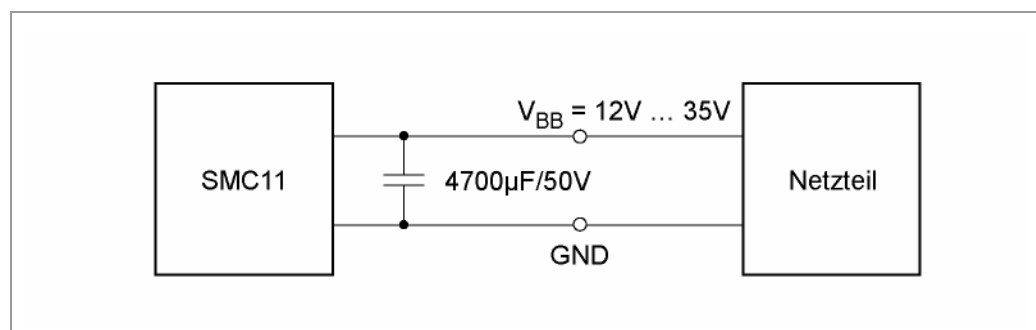 V_BB = 12V ... 35V
SMC11
4700µF/50V
Netzteil
GND